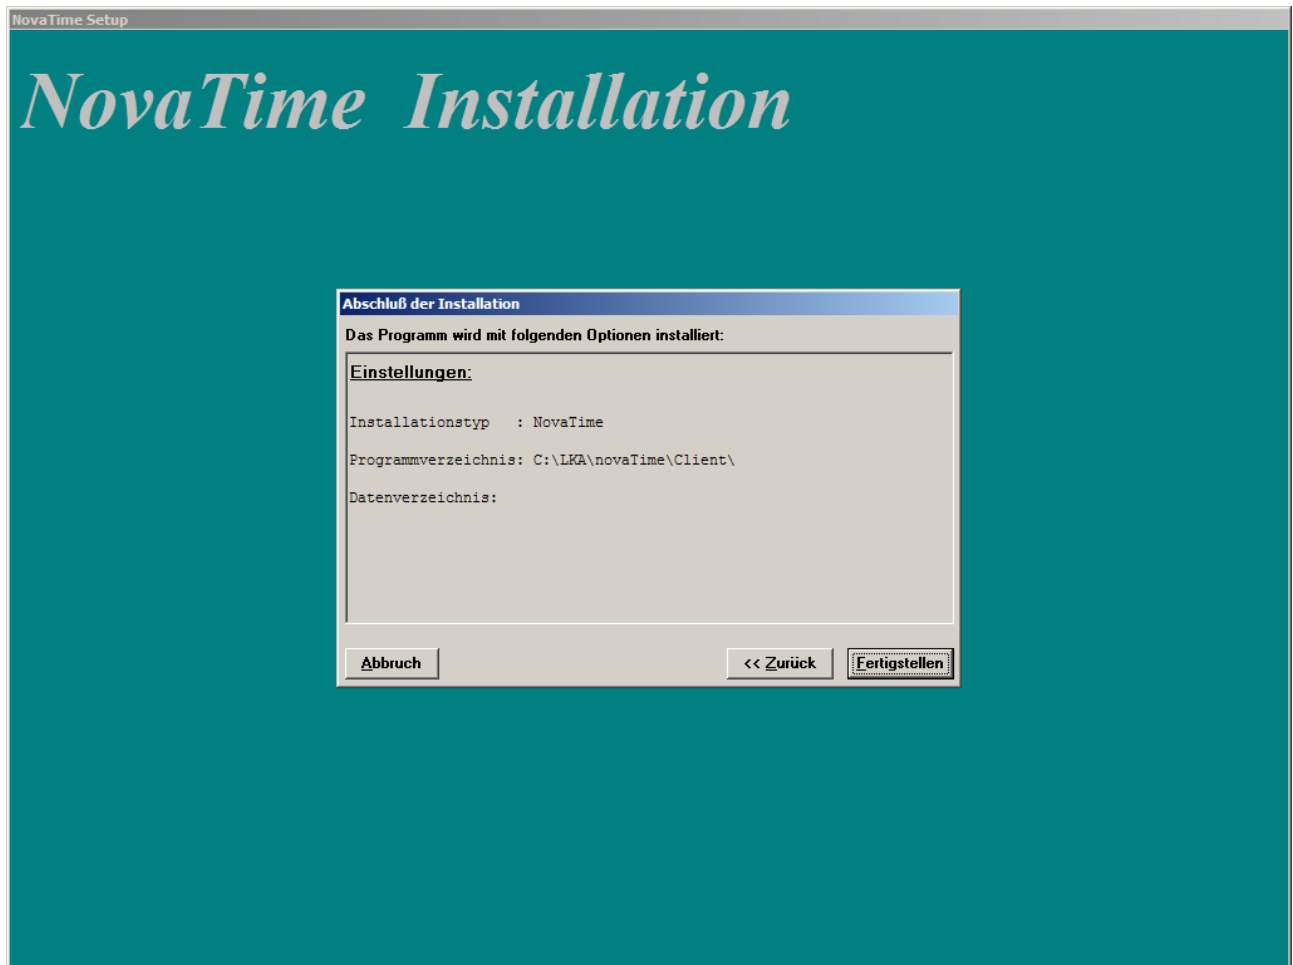 NovaTime Setup
NovaTime Installation
Abschluß der Installation
Das Programm wird mit folgenden Optionen installiert:
Einstellungen:
Installationstyp   : NovaTime
Programmverzeichnis: C:\LKA\novaTime\Client\
Datenverzeichnis:
Abbruch
<< Zurück
Fertigstellen